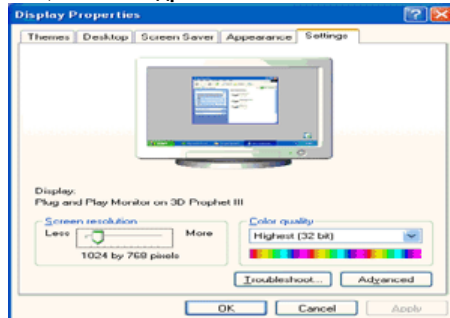 Display Properties
Themes Desktop Screen Saver Appearance Settings
Display:
Plug and Play Monitor on 3D Prophet III
Screen resolution
Less More
1024 by 768 pixels
Color quality
Highest (32 bit)
Troubleshoot... Advanced
OK Cancel Apply